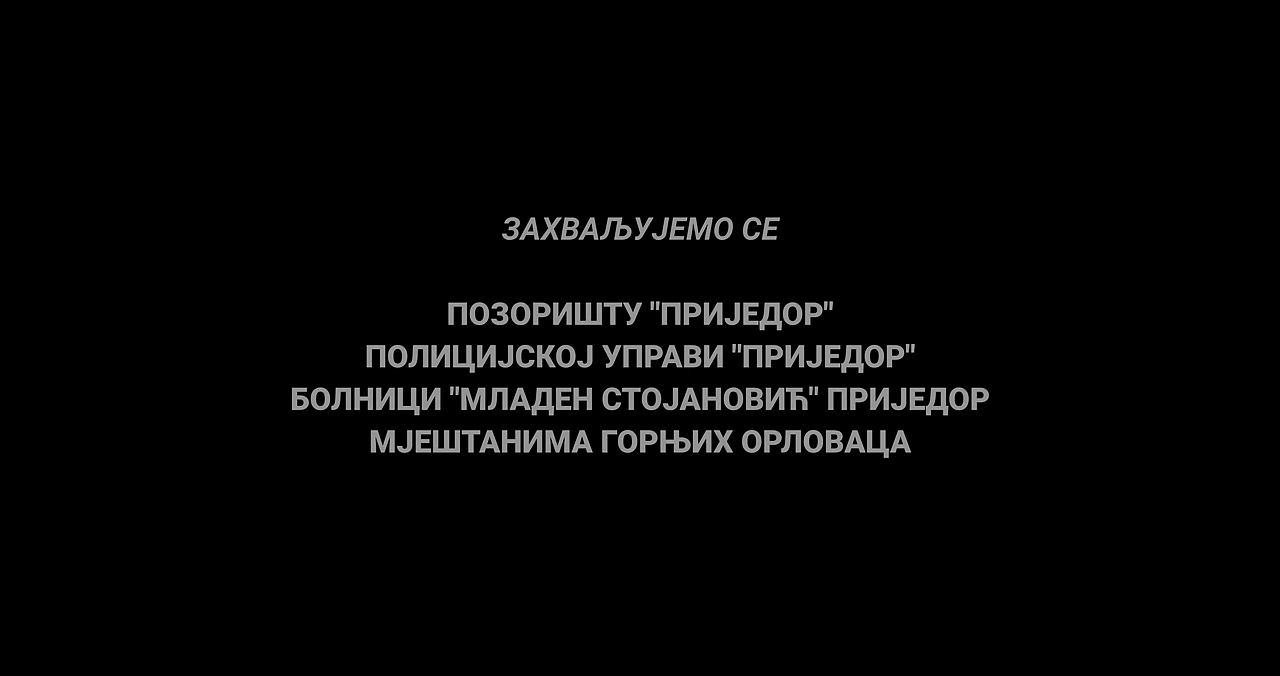 ЗАХВАЉУЈЕМО СЕ
ПОЗОРИШТУ "ПРИЈЕДОР"
ПОЛИЦИЈСКОЈ УПРАВИ "ПРИЈЕДОР"
БОЛНИЦИ "МЛАДЕН СТОЈАНОВИЋ" ПРИЈЕДОР
МЈЕШТАНИМА ГОРЊИХ ОРЛОВАЦА